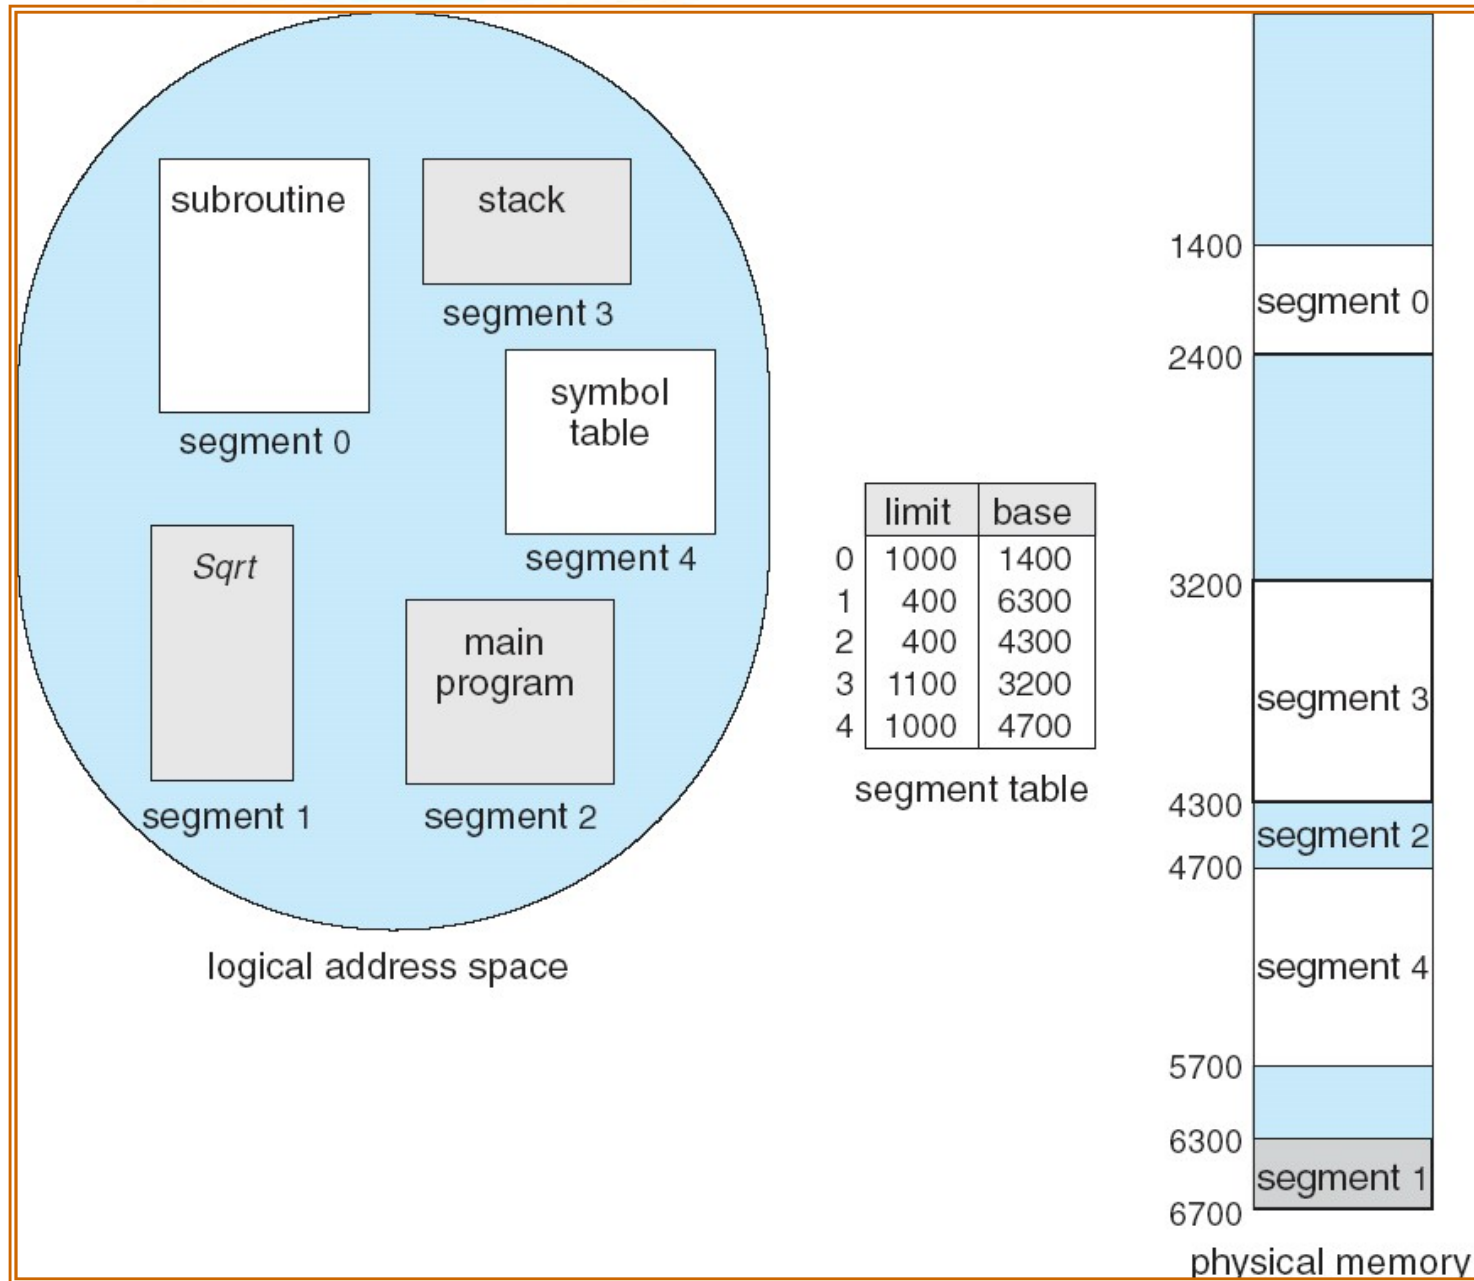 subroutine
segment 0
stack
segment 3
symbol
table
segment 4
Sqrt
segment 1
main
program
segment 2
logical address space
limit base
0 1000 1400
1 400 6300
2 400 4300
3 1100 3200
4 1000 4700
segment table
1400
segment 0
2400
3200
segment 3
4300
segment 2
4700
segment 4
5700
6300
segment 1
6700
physical memory